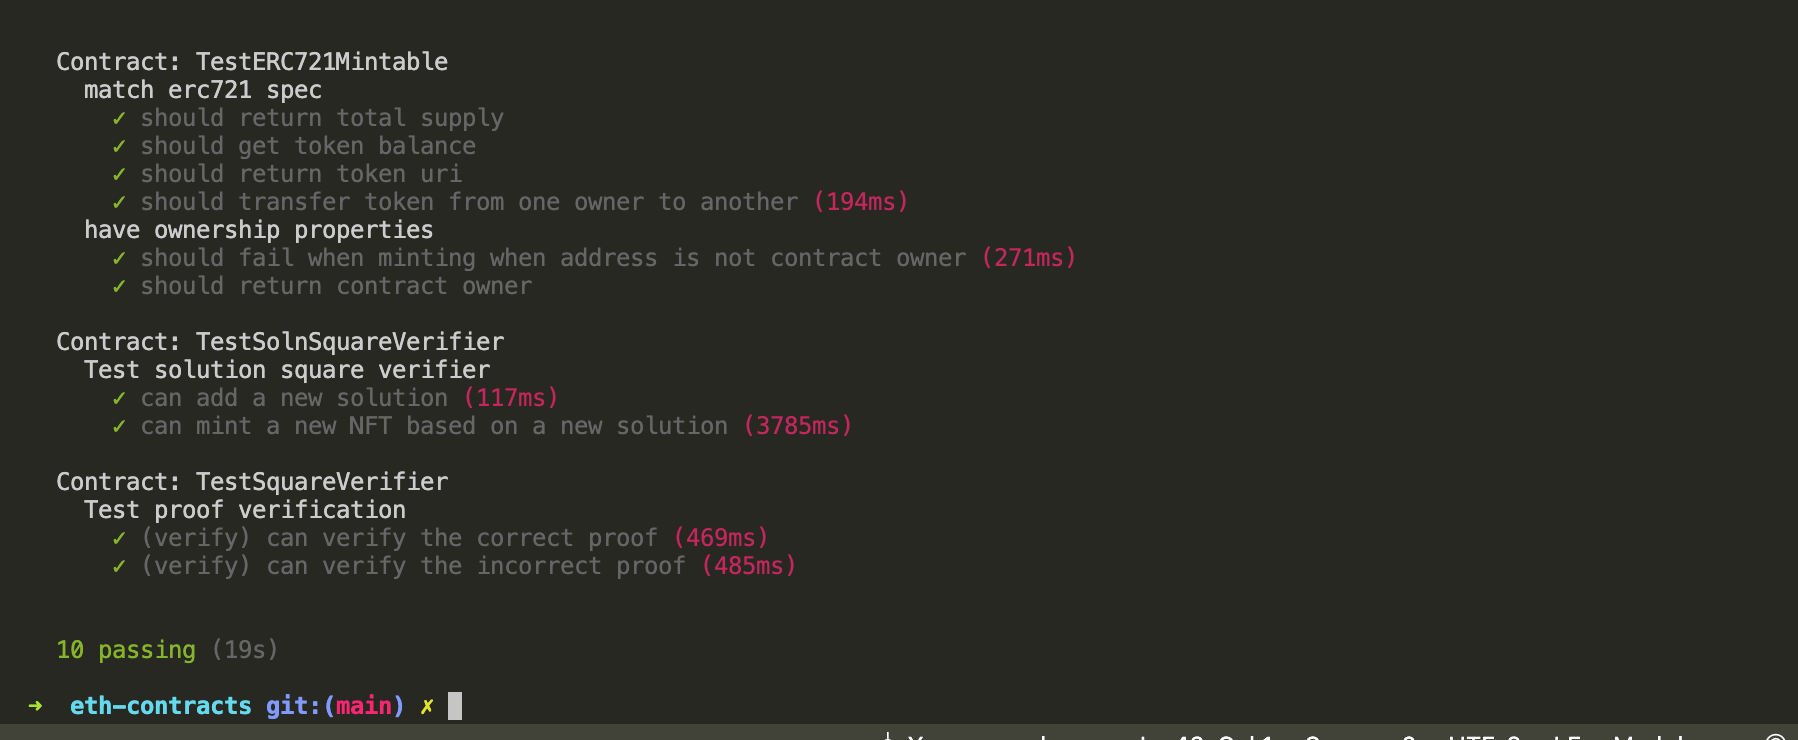 Contract: TestERC721Mintable
match erc721 spec
✓ should return total supply
✓ should get token balance
✓ should return token uri
✓ should transfer token from one owner to another (194ms)
have ownership properties
✓ should fail when minting when address is not contract owner (271ms)
✓ should return contract owner
Contract: TestSolnSquareVerifier
Test solution square verifier
✓ can add a new solution (117ms)
✓ can mint a new NFT based on a new solution (3785ms)
Contract: TestSquareVerifier
Test proof verification
✓ (verify) can verify the correct proof (469ms)
✓ (verify) can verify the incorrect proof (485ms)
10 passing (19s)
➜ eth-contracts git:(main) ✗